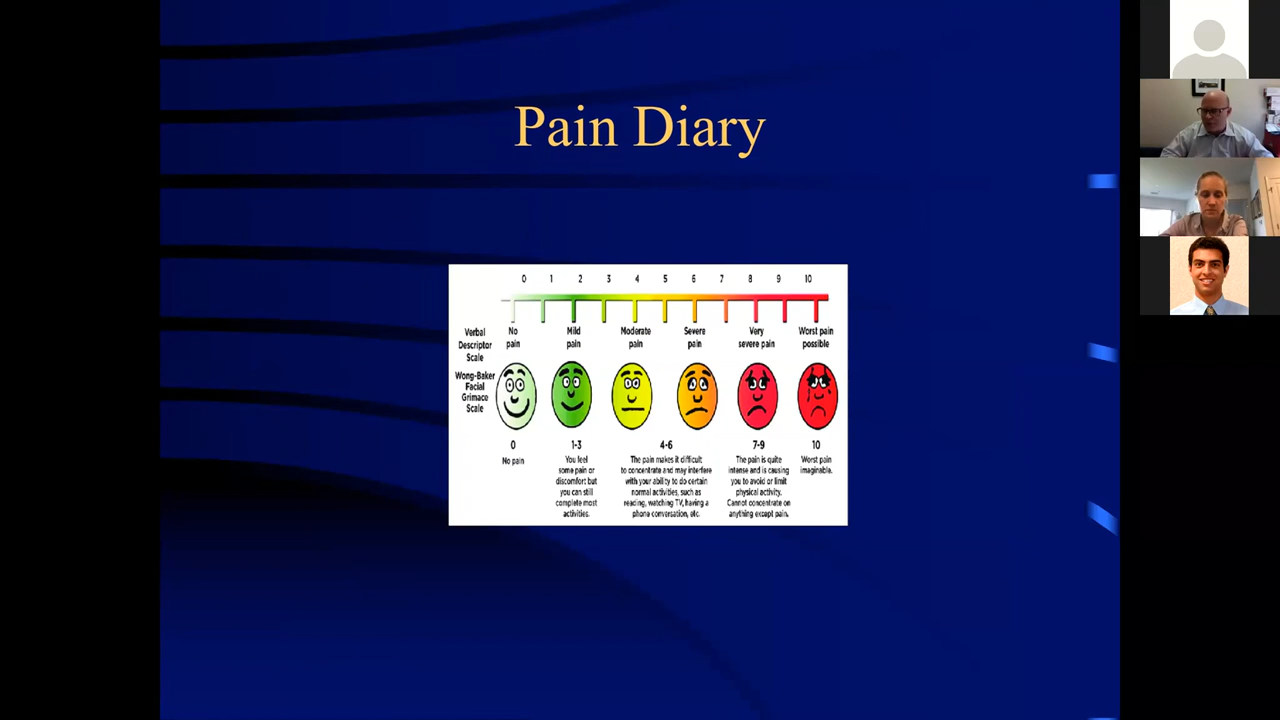 Pain Diary
0 1 2 3 4 5 6 7 8 9 10
Verbal
Descriptor
Scale
No
pain
Mild
pain
Moderate
pain
Severe
pain
Very
severe pain
Worst pain
possible
Wong-Baker
Facial
Grimace
Scale
0
No pain
1-3
You feel
some pain or
discomfort but
you can still
complete most
activities.
4-6
The pain makes it difficult
to concentrate and may interfere
with your ability to do certain
normal activities, such as
reading, watching TV, having a
phone conversation, etc.
7-9
The pain is quite
intense and is causing
you to avoid or limit
physical activity.
Cannot concentrate on
anything except pain.
10
Worst pain
imaginable.